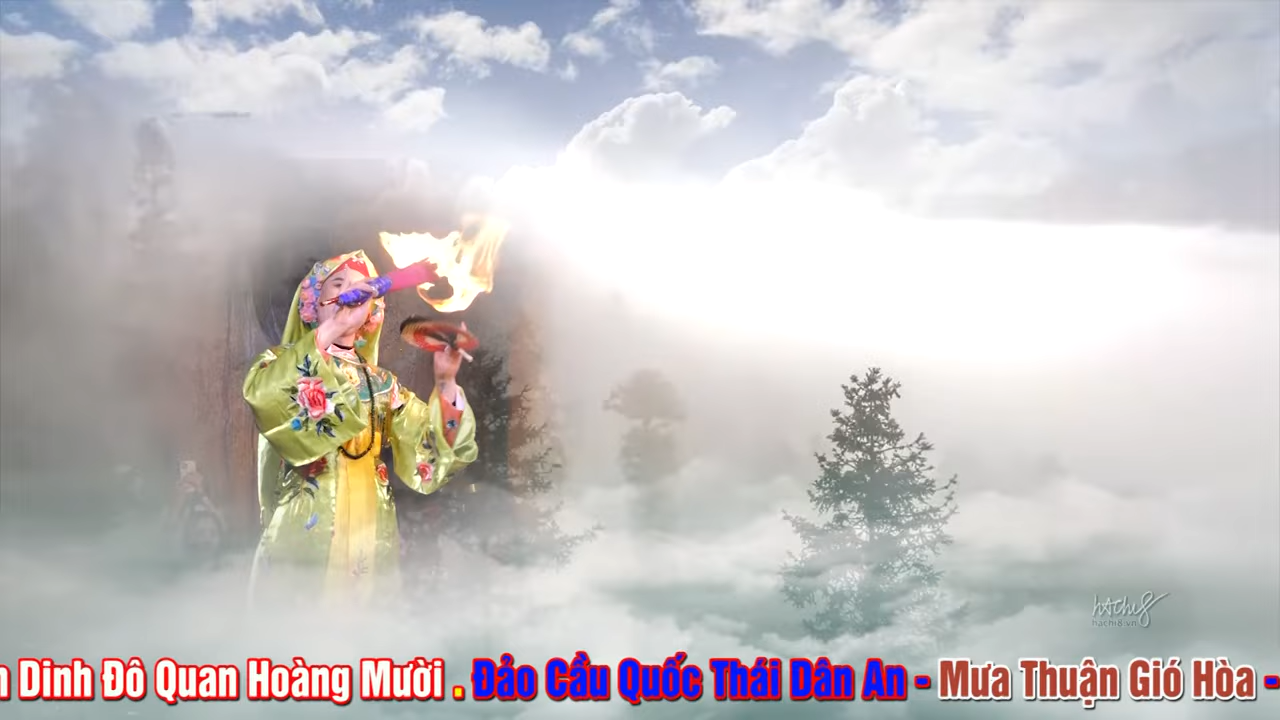 hAchi8
hachi8.vn
Dinh Đô Quan Hoàng Mười . Đảo Cầu Quốc Thái Dân An - Mưa Thuận Gió Hòa -